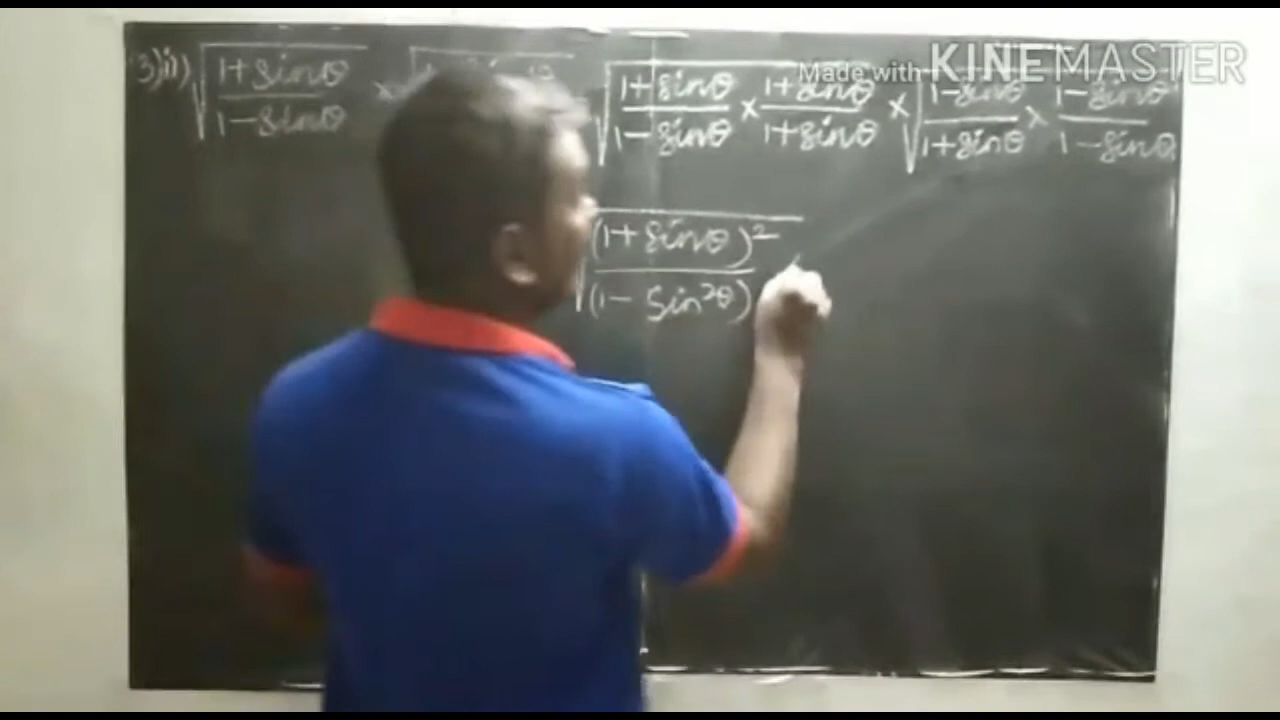 3)ii) √(1+sinθ / 1-sinθ) × √(1+sinθ / 1-sinθ × 1+sinθ / 1+sinθ) × √(1-sinθ / 1+sinθ × 1-sinθ / 1-sinθ)
Made with KINEMASTER
√((1+sinθ)² / (1-Sin²θ))